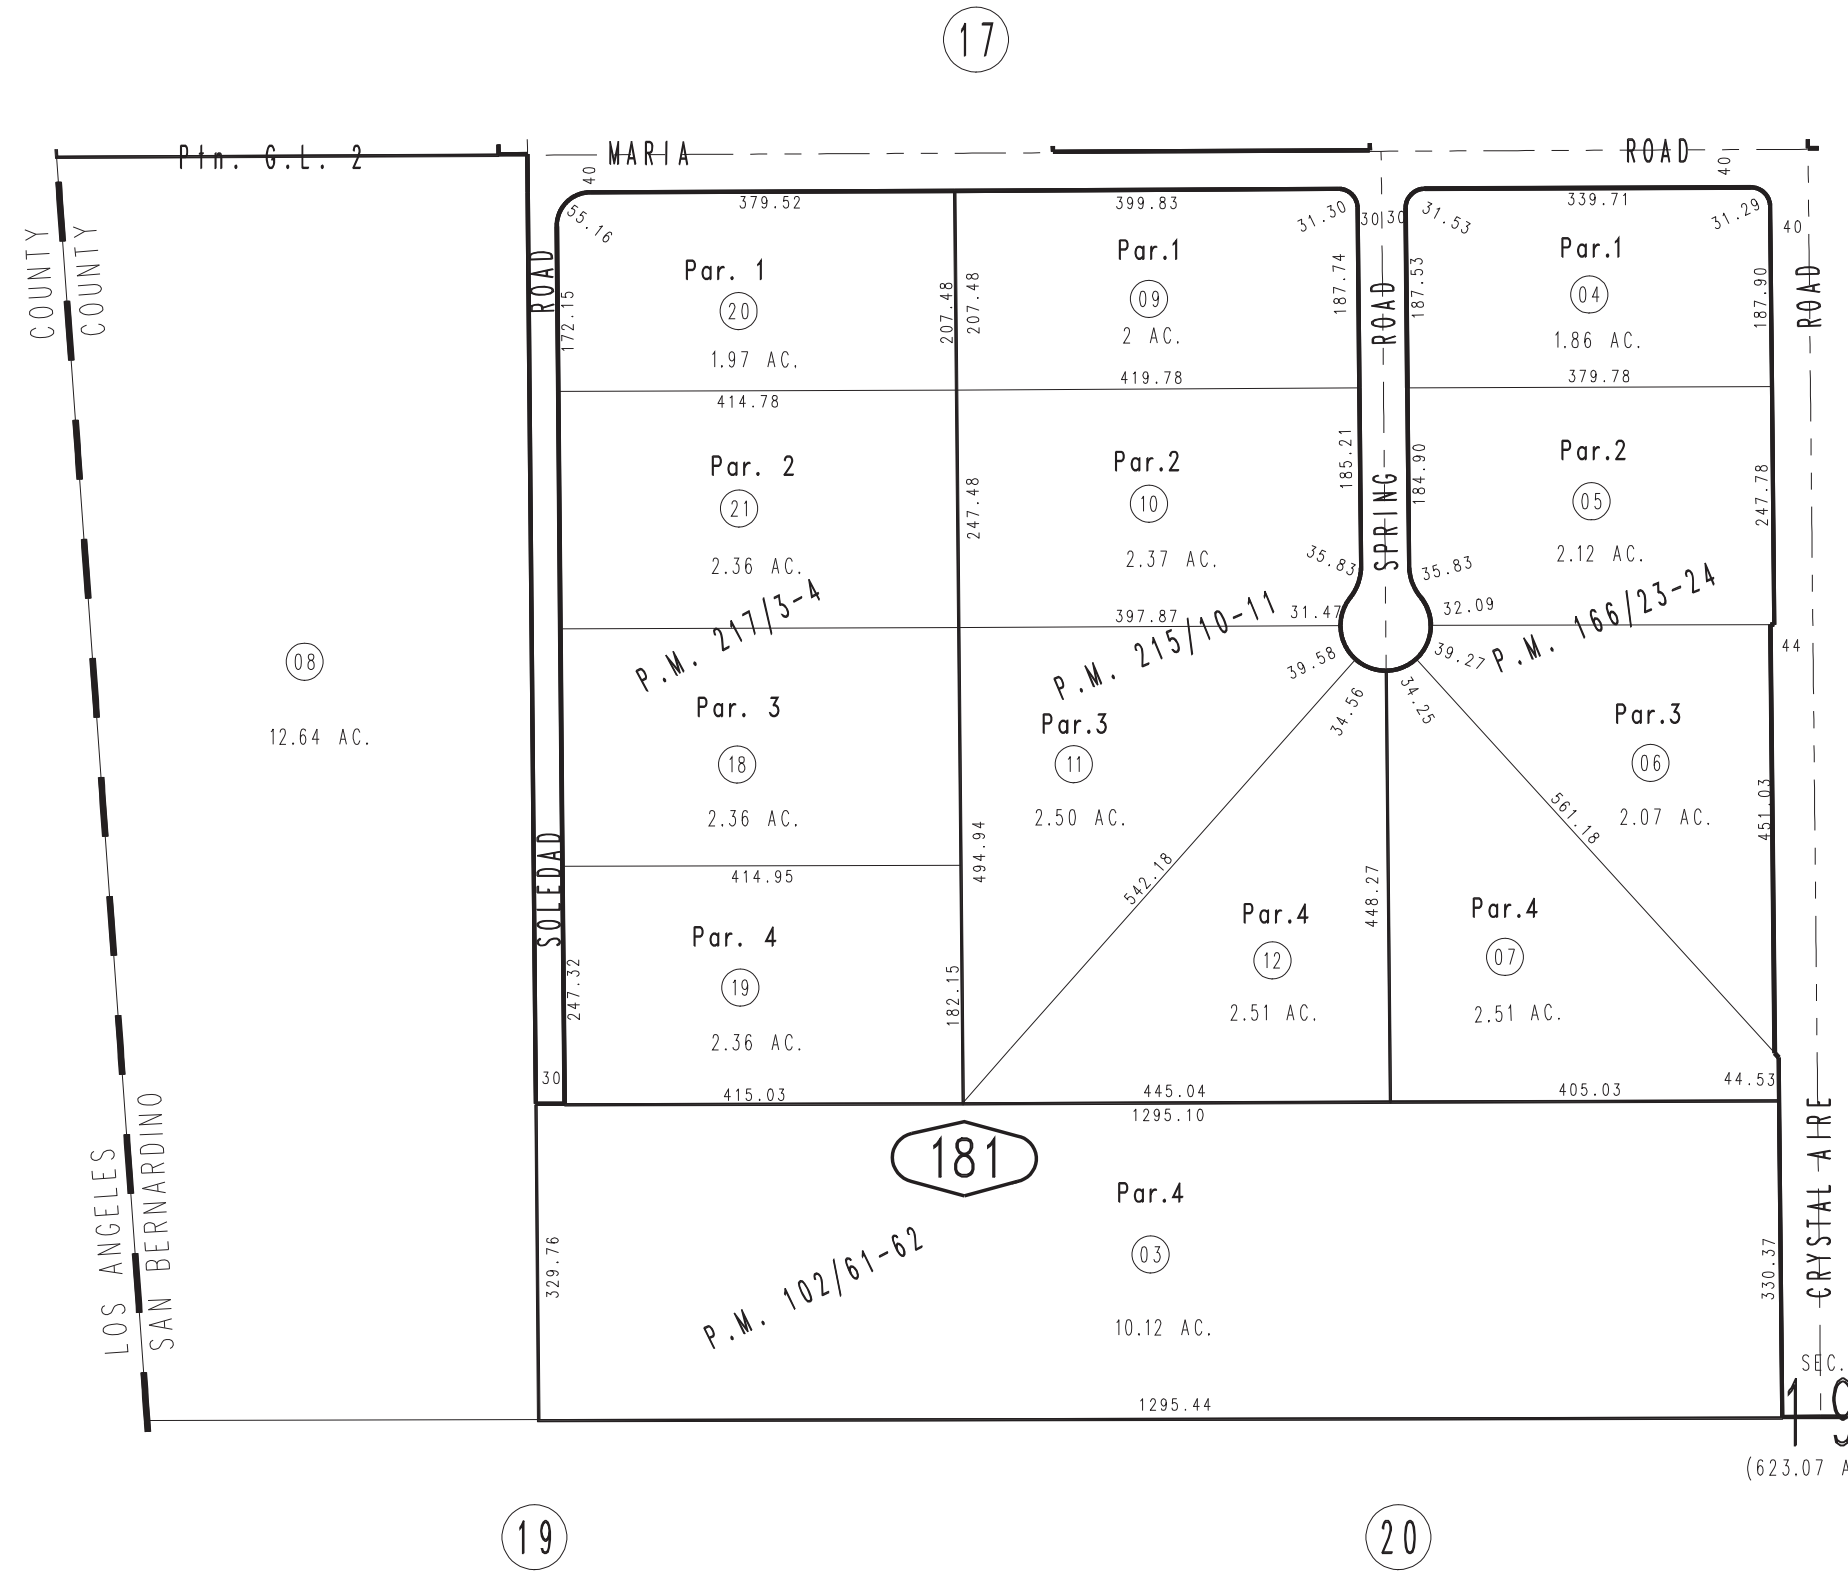 17
Ptn. G.L. 2
MARIA
ROAD
40
40
379.52
399.83
339.71
55.16
31.30
30
30
31.53
31.29
40
COUNTY
COUNTY
ROAD
172.15
Par. 1
20
1.97 AC.
207.48
207.48
Par.1
09
2 AC.
187.74
ROAD
187.53
Par.1
04
1.86 AC.
187.90
ROAD
414.78
419.78
379.78
Par. 2
21
2.36 AC.
247.48
Par.2
10
2.37 AC.
185.21
SPRING
184.90
Par.2
05
2.12 AC.
247.78
35.83
35.83
P.M. 217/3-4
397.87
31.47
P.M. 215/10-11
32.09
P.M. 166/23-24
39.58
39.27
44
34.56
34.25
08
12.64 AC.
Par. 3
18
2.36 AC.
Par.3
11
2.50 AC.
Par.3
06
2.07 AC.
561.18
451.03
SOLEDAD
414.95
494.94
542.18
448.27
Par. 4
19
2.36 AC.
247.32
182.15
Par.4
12
2.51 AC.
Par.4
07
2.51 AC.
30
415.03
445.04
405.03
44.53
1295.10
181
LOS ANGELES
SAN BERNARDINO
329.76
P.M. 102/61-62
Par.4
03
10.12 AC.
330.37
CRYSTAL AIRE
1295.44
SEC.
19
(623.07 A
19
20